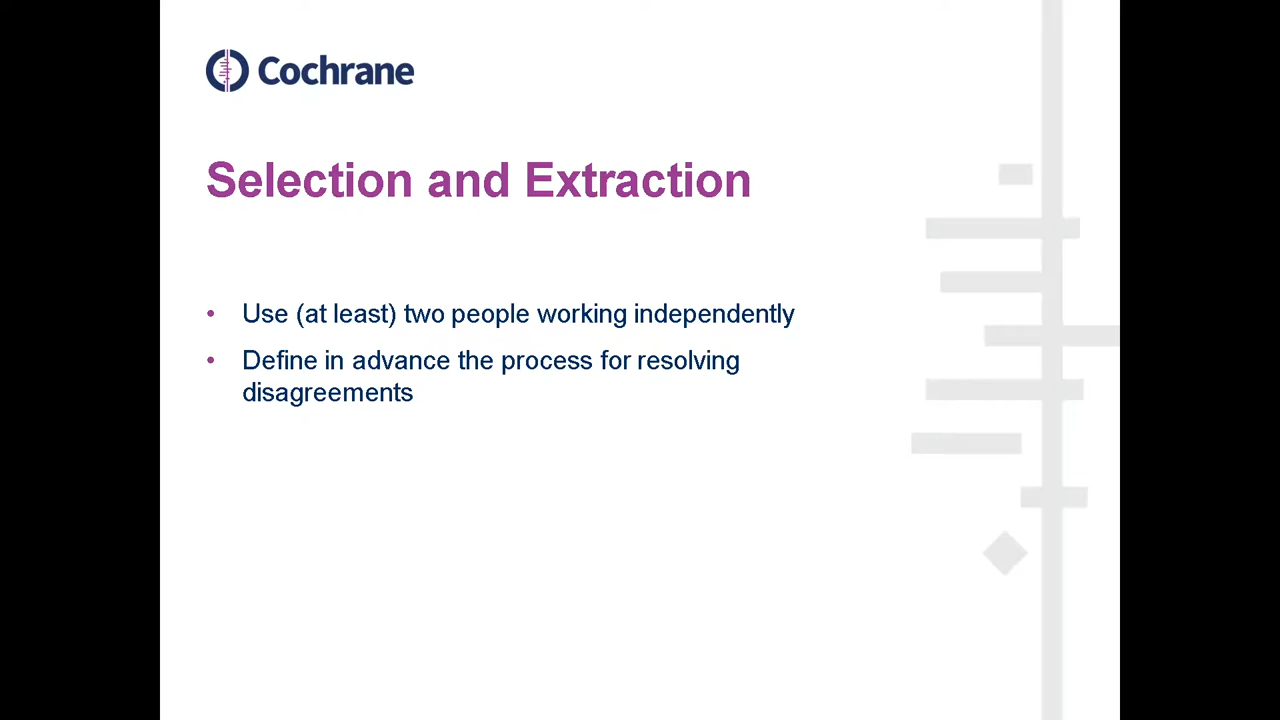 Cochrane
Selection and Extraction
• Use (at least) two people working independently
• Define in advance the process for resolving
disagreements